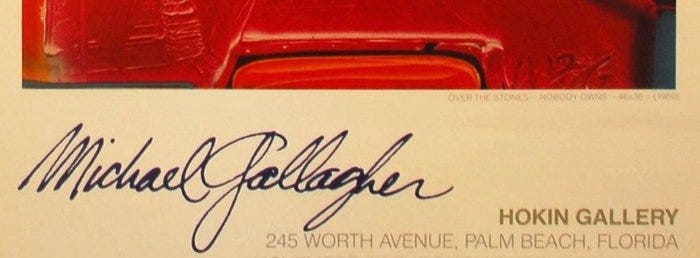 OVER THE STONES – NOBODY OWNS – 46x36 – (1980)
Michael Gallagher
HOKIN GALLERY
245 WORTH AVENUE, PALM BEACH, FLORIDA